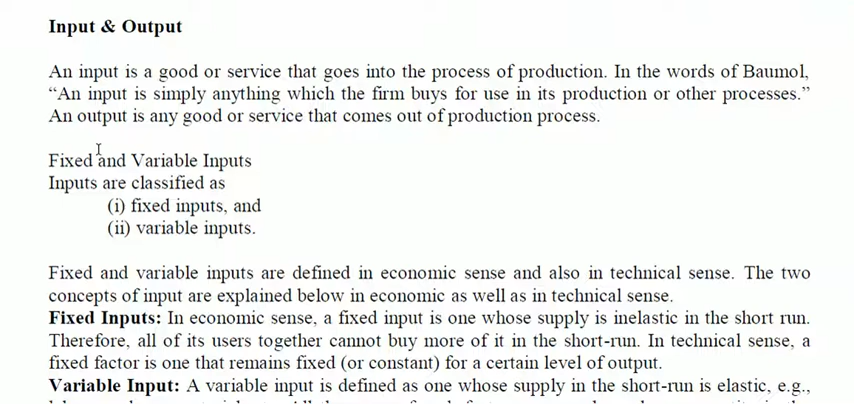 Input & Output
An input is a good or service that goes into the process of production. In the words of Baumol,
“An input is simply anything which the firm buys for use in its production or other processes.”
An output is any good or service that comes out of production process.
Fixed and Variable Inputs
Inputs are classified as
(i) fixed inputs, and
(ii) variable inputs.
Fixed and variable inputs are defined in economic sense and also in technical sense. The two
concepts of input are explained below in economic as well as in technical sense.
Fixed Inputs: In economic sense, a fixed input is one whose supply is inelastic in the short run.
Therefore, all of its users together cannot buy more of it in the short-run. In technical sense, a
fixed factor is one that remains fixed (or constant) for a certain level of output.
Variable Input: A variable input is defined as one whose supply in the short-run is elastic, e.g.,